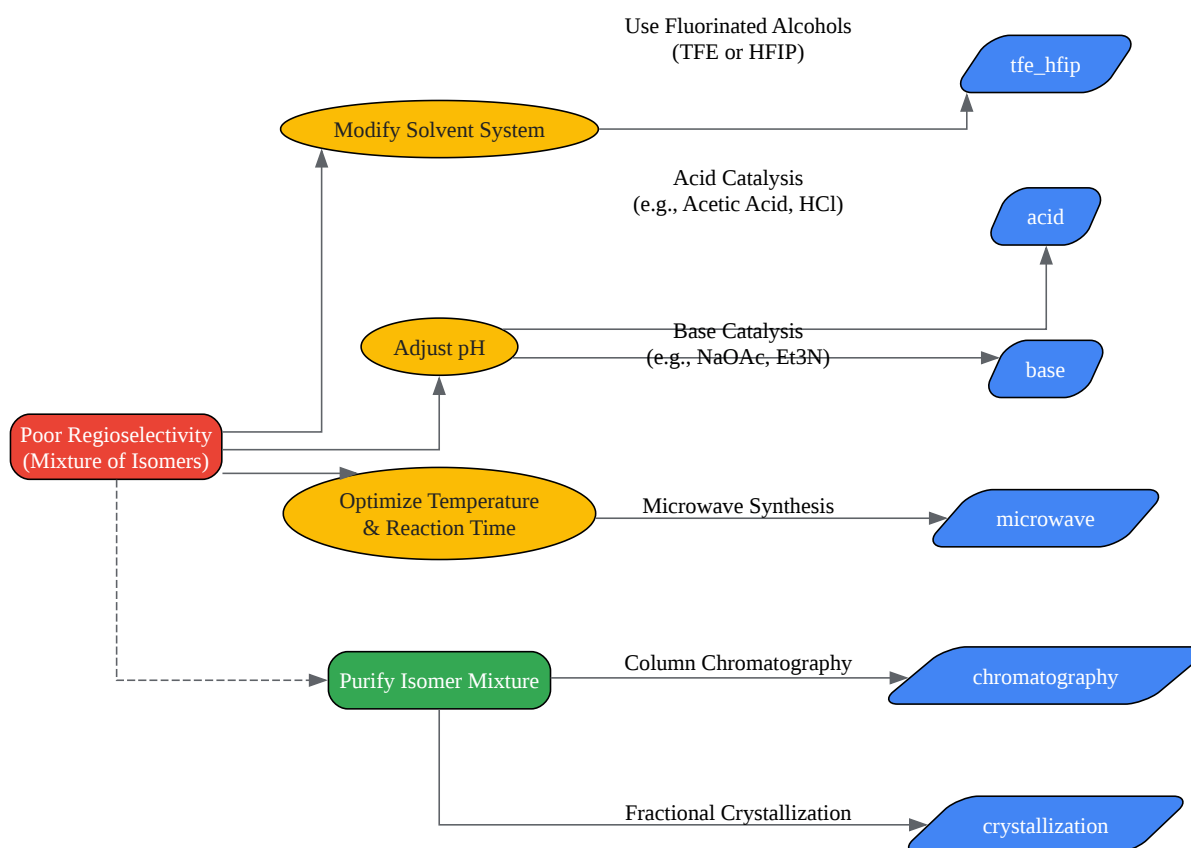 Use Fluorinated Alcohols
(TFE or HFIP)
tfe_hfip
Modify Solvent System
Acid Catalysis
(e.g., Acetic Acid, HCl)
acid
Adjust pH
Base Catalysis
(e.g., NaOAc, Et3N)
base
Poor Regioselectivity
(Mixture of Isomers)
Optimize Temperature
& Reaction Time
Microwave Synthesis
microwave
Purify Isomer Mixture
Column Chromatography
chromatography
Fractional Crystallization
crystallization